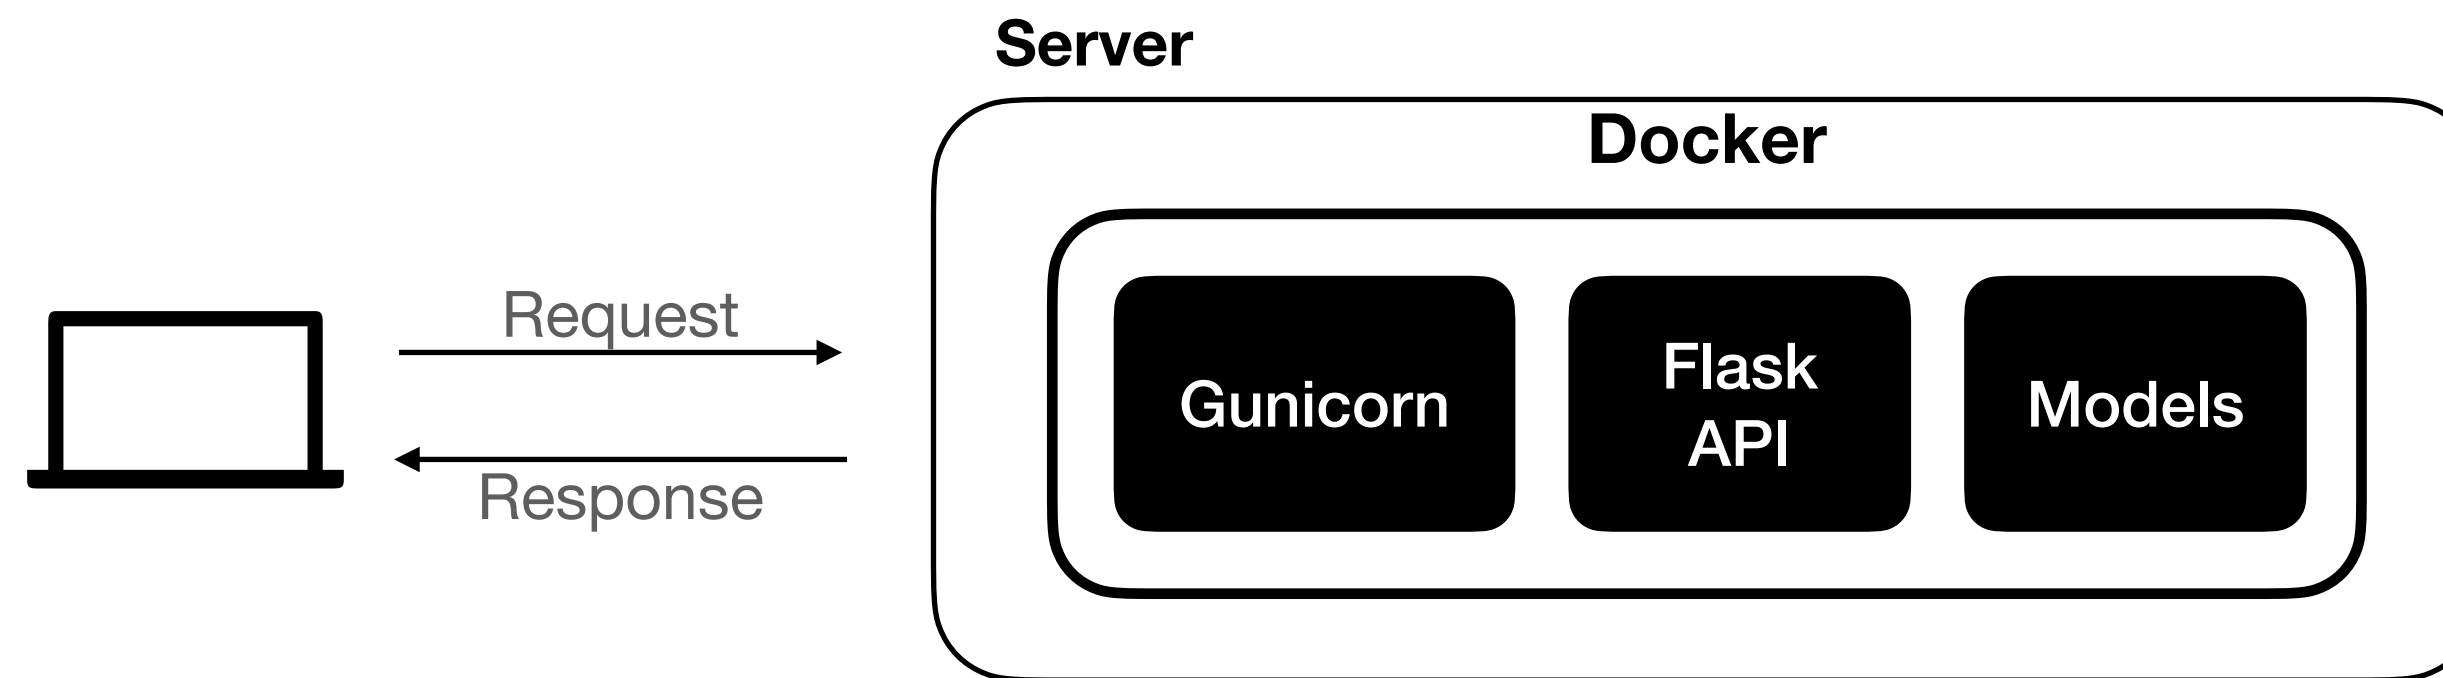 Server
Docker
Request
Response
Gunicorn
Flask
API
Models